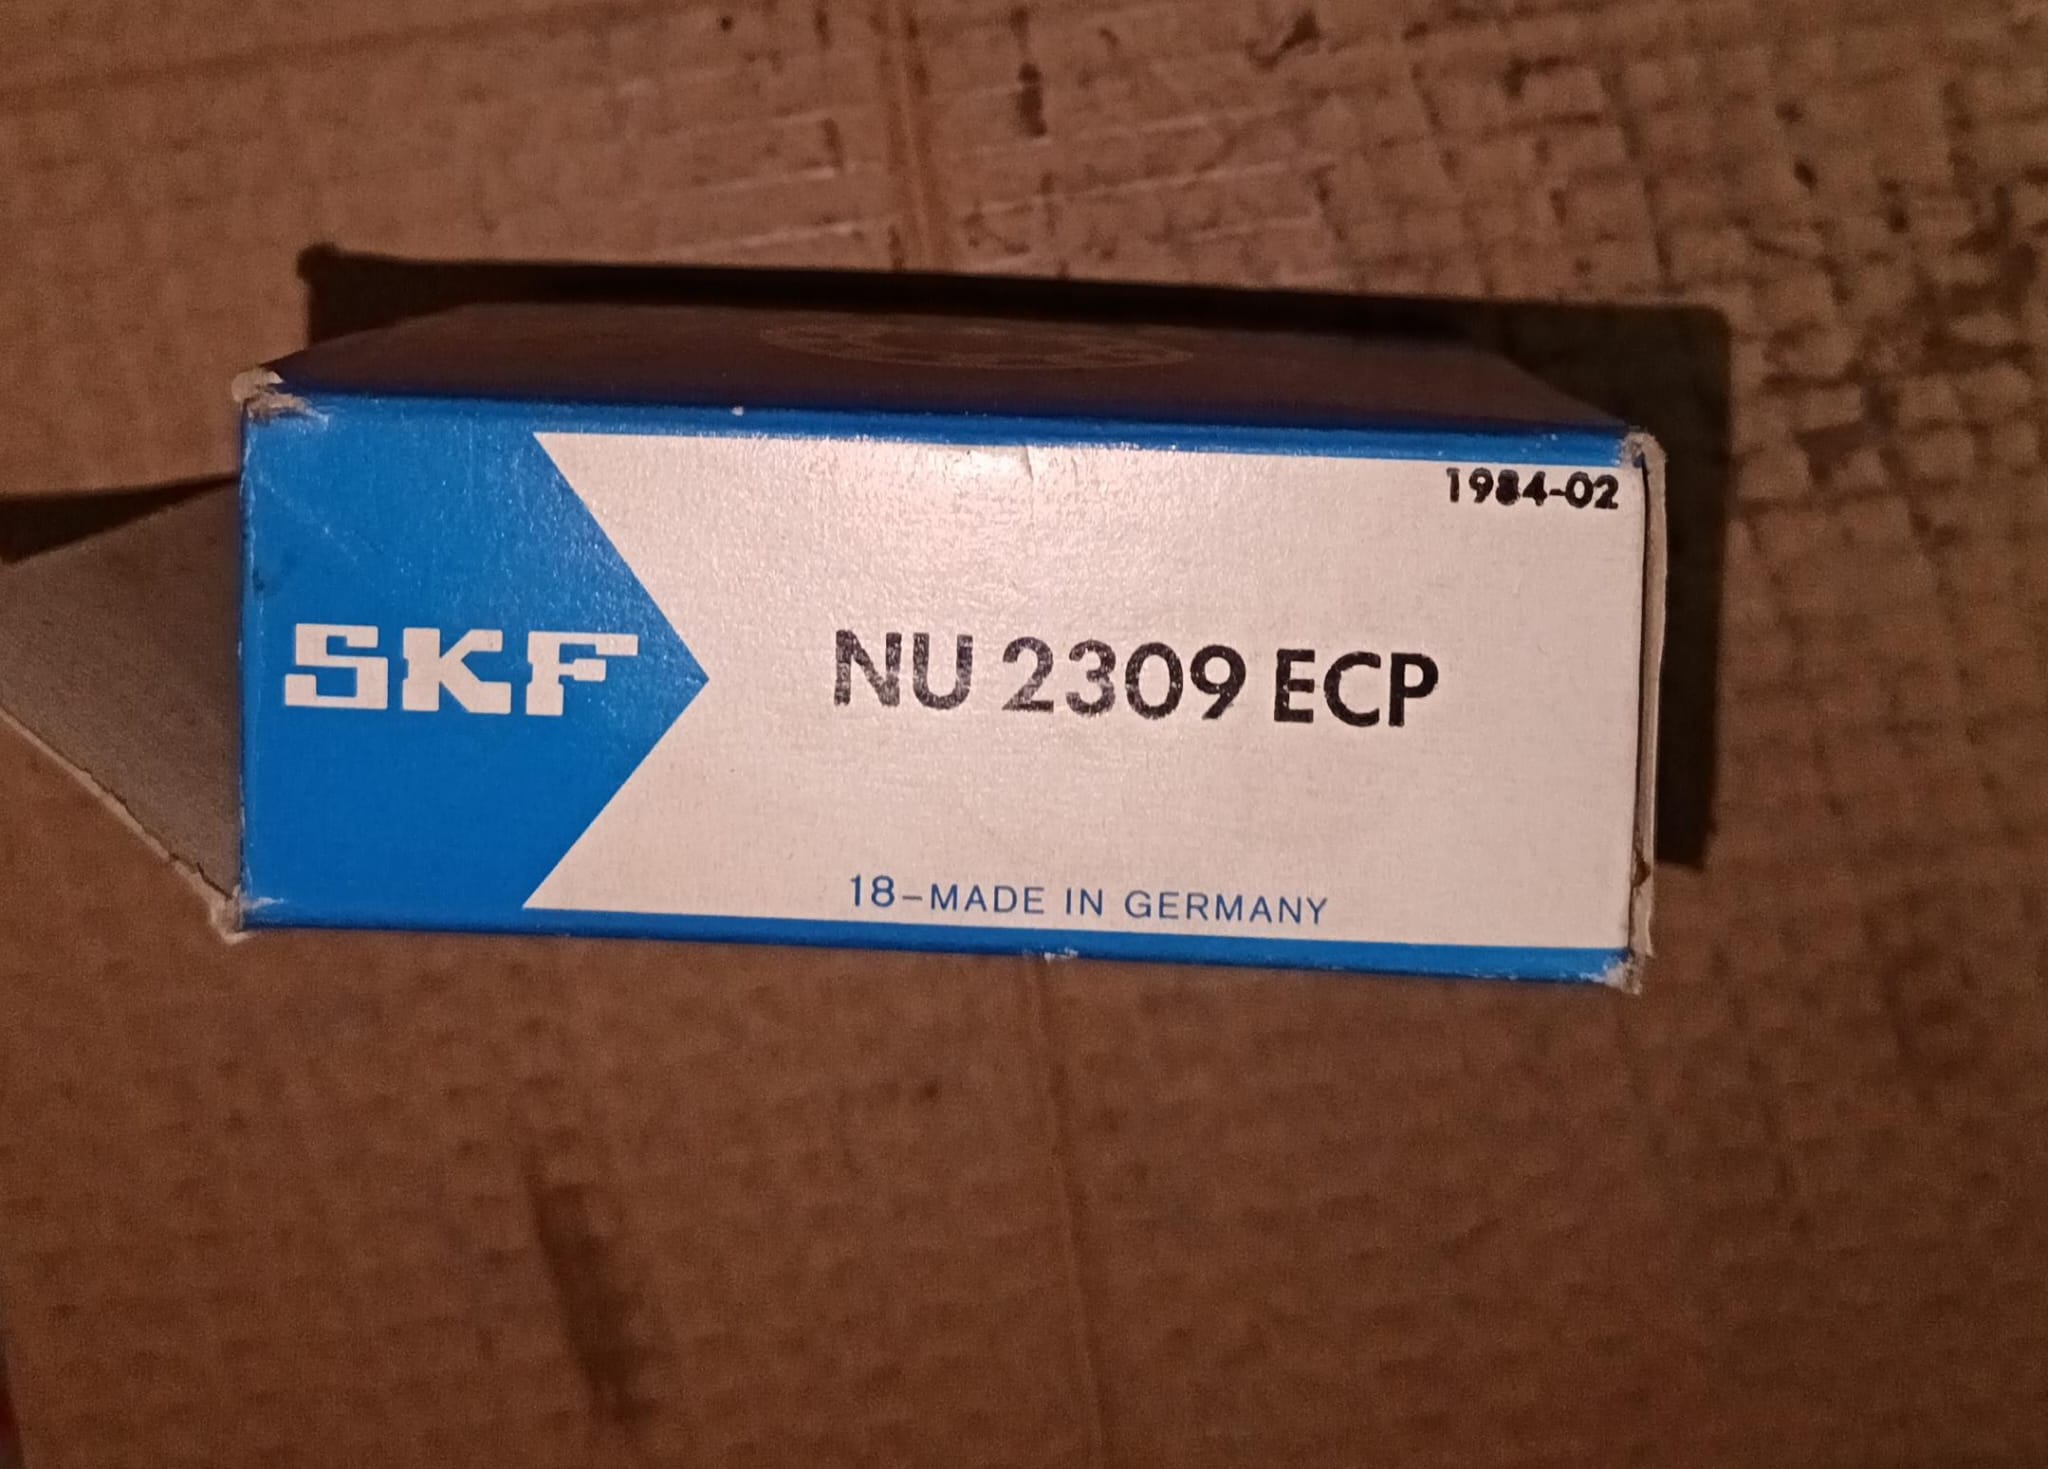 1984-02
SKF
NU 2309 ECP
18-MADE IN GERMANY